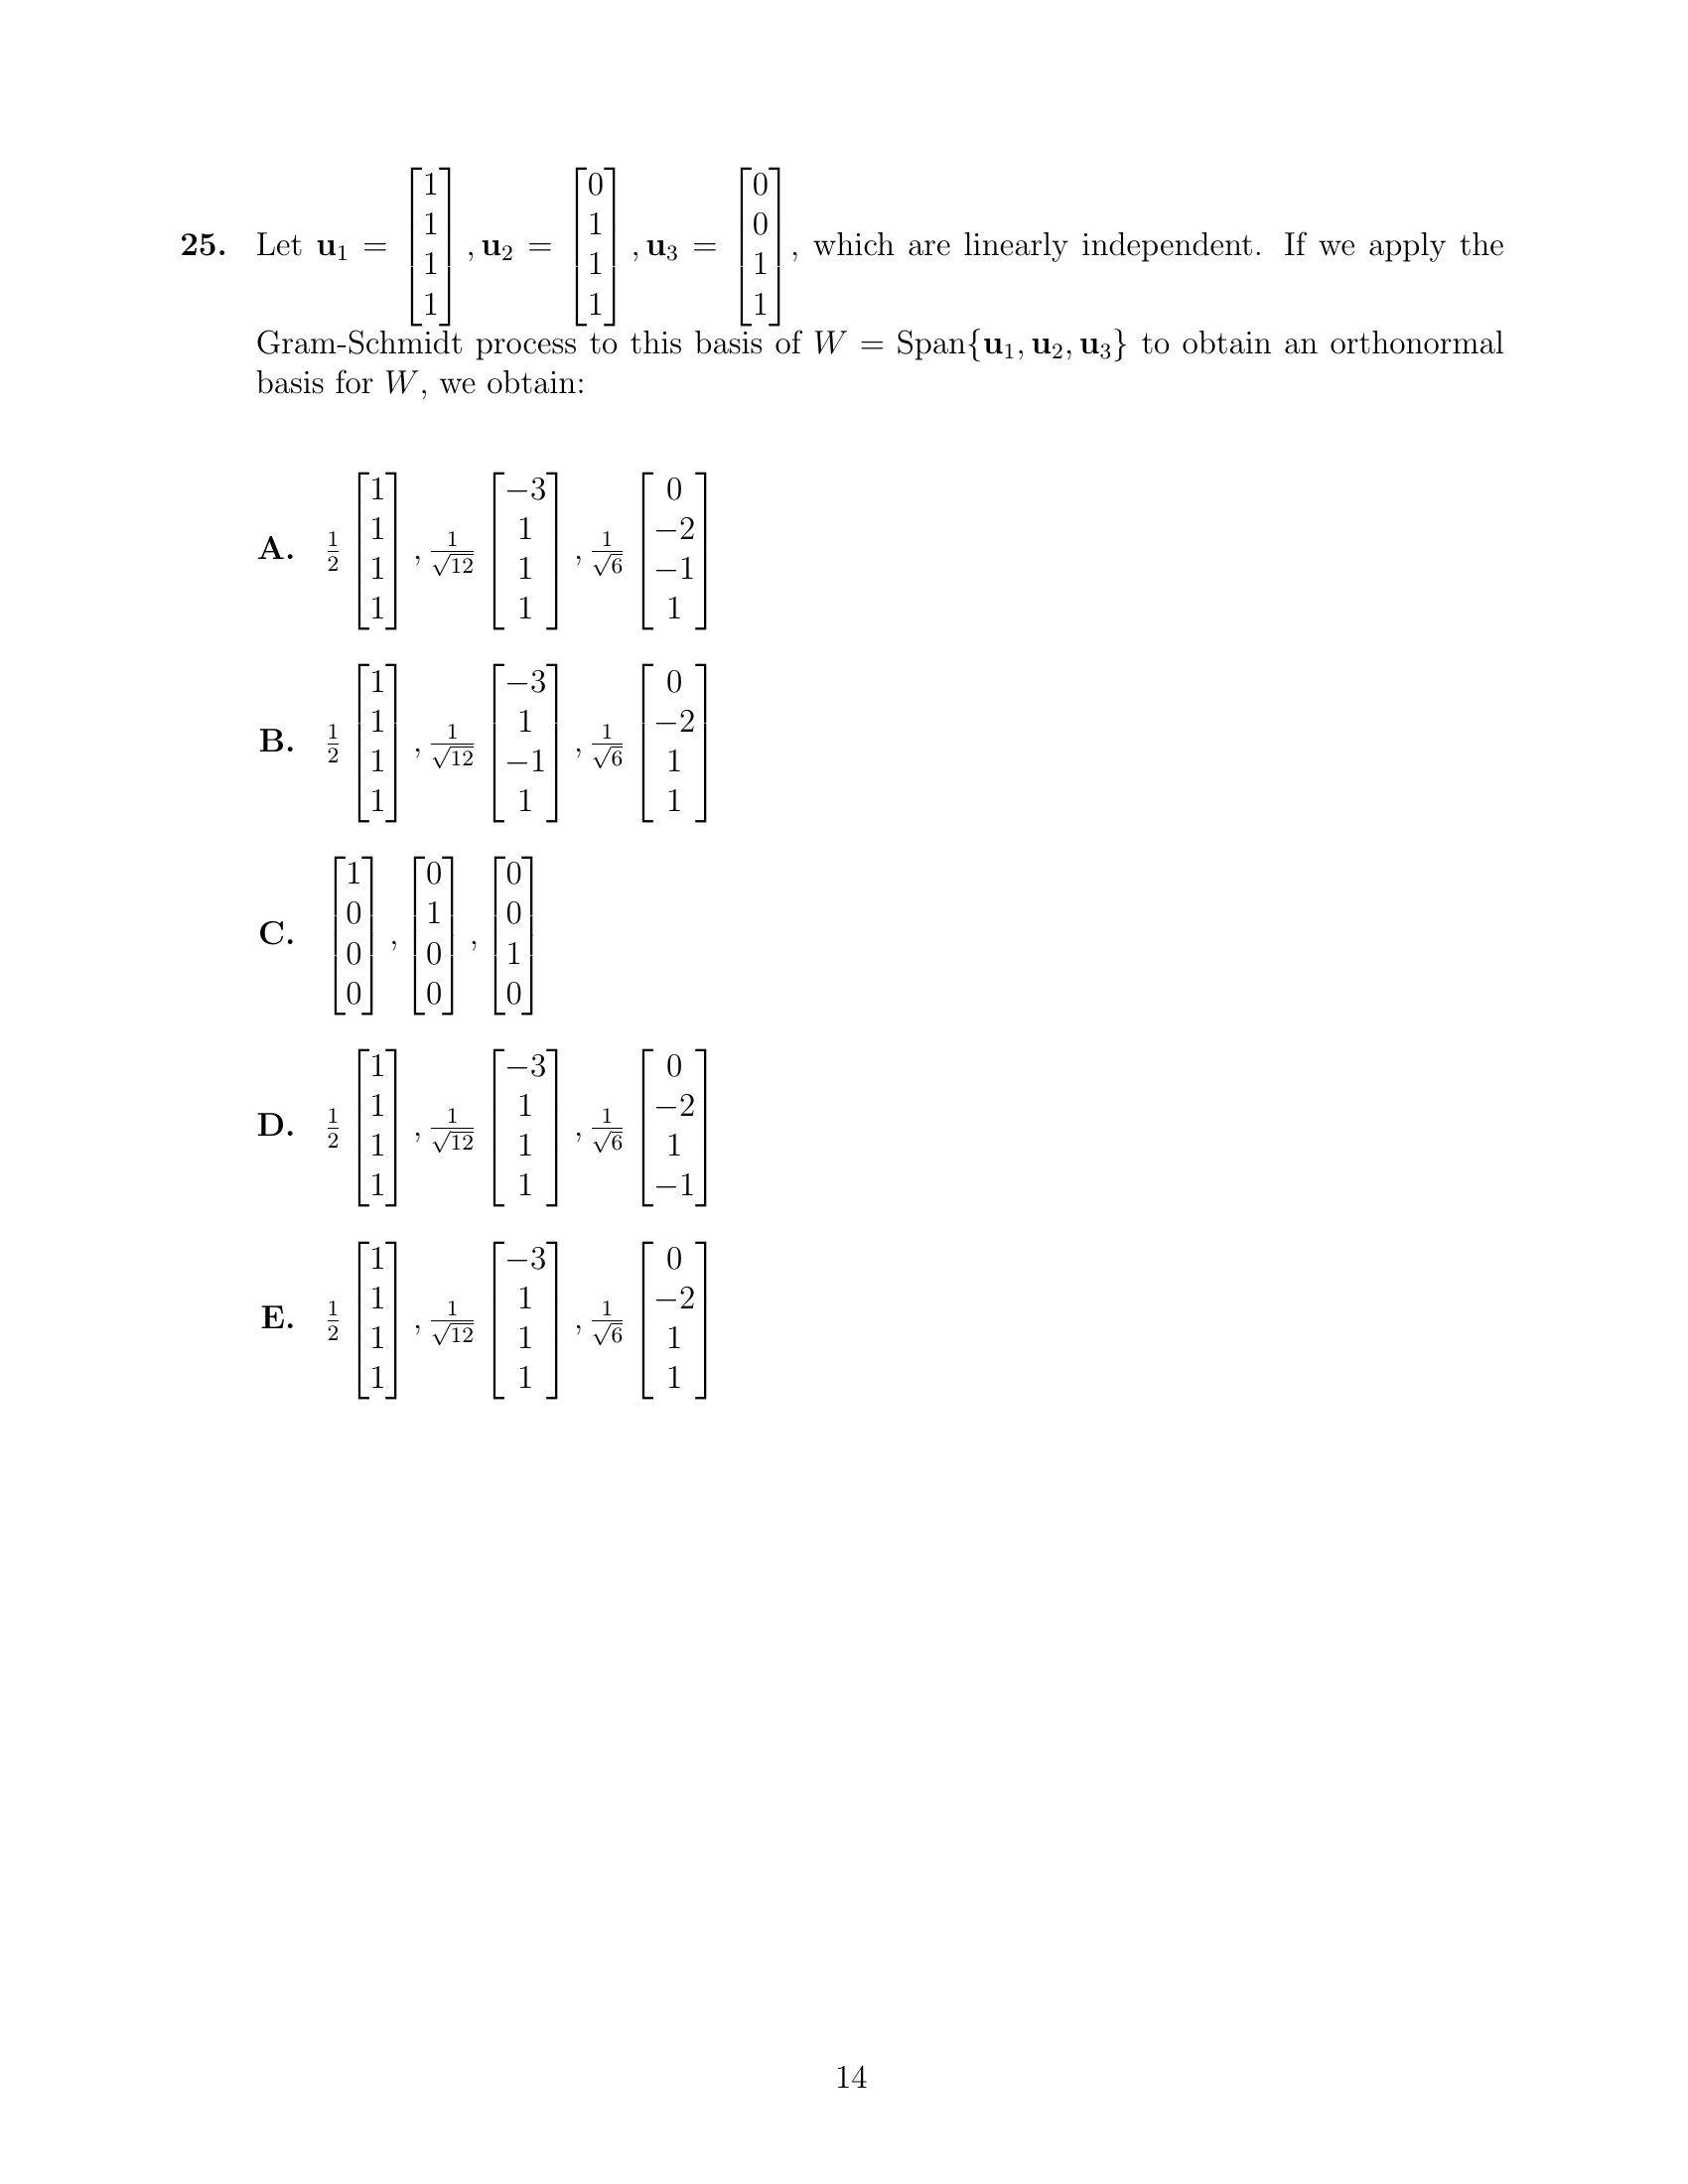 25. Let $\mathbf{u}_1 = \begin{bmatrix} 1 \\ 1 \\ 1 \\ 1 \end{bmatrix}, \mathbf{u}_2 = \begin{bmatrix} 0 \\ 1 \\ 1 \\ 1 \end{bmatrix}, \mathbf{u}_3 = \begin{bmatrix} 0 \\ 0 \\ 1 \\ 1 \end{bmatrix}$, which are linearly independent. If we apply the
Gram-Schmidt process to this basis of $W = \text{Span}\{\mathbf{u}_1, \mathbf{u}_2, \mathbf{u}_3\}$ to obtain an orthonormal
basis for $W$, we obtain:
A. $\frac{1}{2} \begin{bmatrix} 1 \\ 1 \\ 1 \\ 1 \end{bmatrix}, \frac{1}{\sqrt{12}} \begin{bmatrix} -3 \\ 1 \\ 1 \\ 1 \end{bmatrix}, \frac{1}{\sqrt{6}} \begin{bmatrix} 0 \\ -2 \\ -1 \\ 1 \end{bmatrix}$
B. $\frac{1}{2} \begin{bmatrix} 1 \\ 1 \\ 1 \\ 1 \end{bmatrix}, \frac{1}{\sqrt{12}} \begin{bmatrix} -3 \\ 1 \\ -1 \\ 1 \end{bmatrix}, \frac{1}{\sqrt{6}} \begin{bmatrix} 0 \\ -2 \\ 1 \\ 1 \end{bmatrix}$
C. $\begin{bmatrix} 1 \\ 0 \\ 0 \\ 0 \end{bmatrix}, \begin{bmatrix} 0 \\ 1 \\ 0 \\ 0 \end{bmatrix}, \begin{bmatrix} 0 \\ 0 \\ 1 \\ 0 \end{bmatrix}$
D. $\frac{1}{2} \begin{bmatrix} 1 \\ 1 \\ 1 \\ 1 \end{bmatrix}, \frac{1}{\sqrt{12}} \begin{bmatrix} -3 \\ 1 \\ 1 \\ 1 \end{bmatrix}, \frac{1}{\sqrt{6}} \begin{bmatrix} 0 \\ -2 \\ 1 \\ -1 \end{bmatrix}$
E. $\frac{1}{2} \begin{bmatrix} 1 \\ 1 \\ 1 \\ 1 \end{bmatrix}, \frac{1}{\sqrt{12}} \begin{bmatrix} -3 \\ 1 \\ 1 \\ 1 \end{bmatrix}, \frac{1}{\sqrt{6}} \begin{bmatrix} 0 \\ -2 \\ 1 \\ 1 \end{bmatrix}$
14